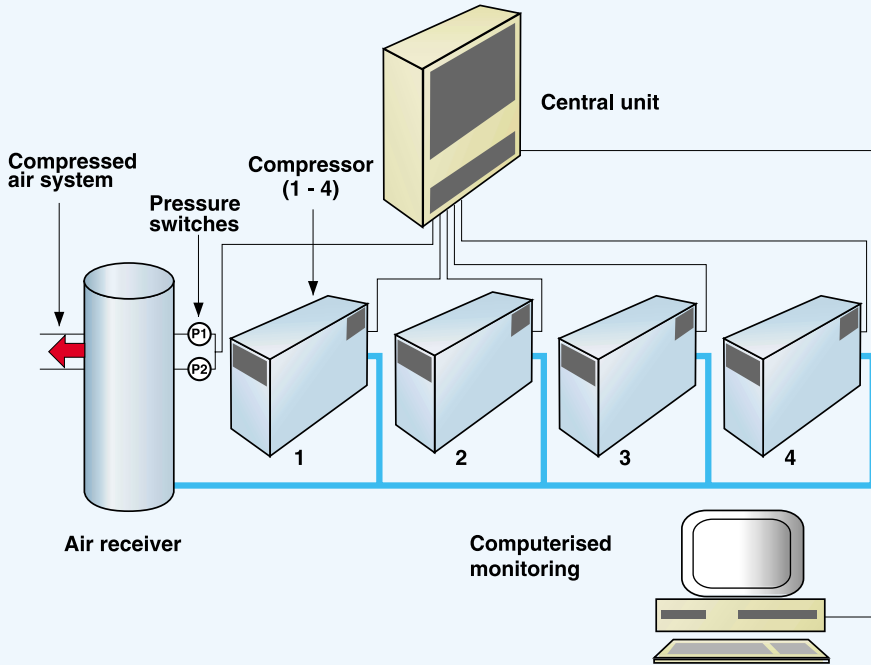 Central unit
Compressed
air system
Compressor
(1 - 4)
Pressure
switches
P1
P2
1
2
3
4
Air receiver
Computerised
monitoring